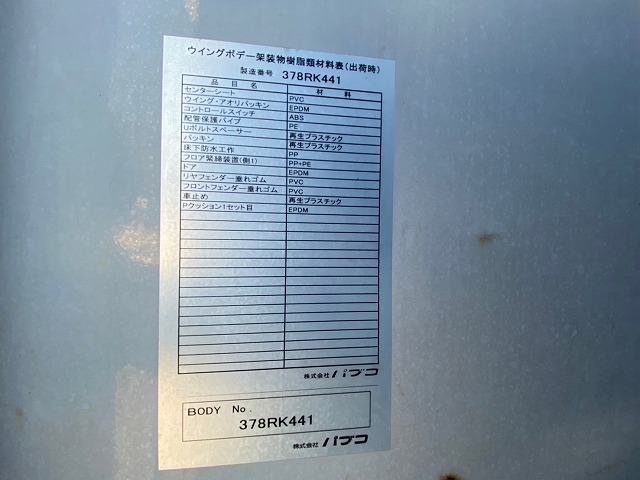 ウイングボデー架装物樹脂類材料表(出荷時)
製造番号 378RK441
品目名 材料
センターシート PVC
ウイング・アオリパッキン EPDM
コントロールスイッチ ABS
配管保護パイプ PE
Uボルトスペーサー 再生プラスチック
パッキン 再生プラスチック
床下防水工作 PP
フロア緊締装置(側1) PP+PE
ドア EPDM
リヤフェンダー垂れゴム PVC
フロントフェンダー垂れゴム PVC
車止め 再生プラスチック
Pクッション1セット目 EPDM
株式会社 パブコ
BODY No.
378RK441
株式会社 パブコ